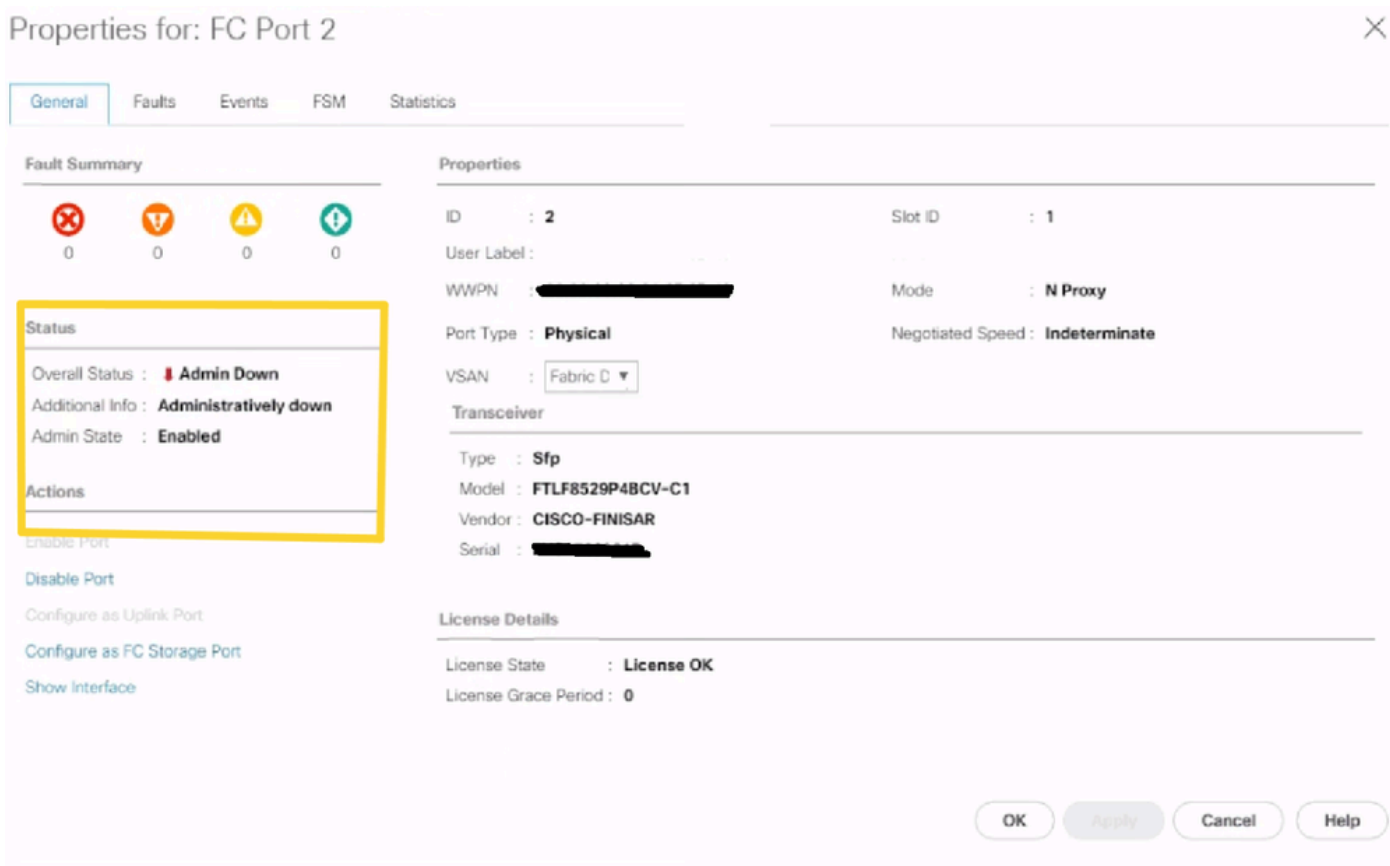 Properties for: FC Port 2
General Faults Events FSM Statistics
Fault Summary
0 0 0 0
Status
Overall Status : Admin Down
Additional Info : Administratively down
Admin State : Enabled
Actions
Enable Port
Disable Port
Configure as Uplink Port
Configure as FC Storage Port
Show Interface
Properties
ID : 2 Slot ID : 1
User Label :
WWPN : Mode : N Proxy
Port Type : Physical Negotiated Speed : Indeterminate
VSAN : Fabric D
Transceiver
Type : Sfp
Model : FTLF8529P4BCV-C1
Vendor : CISCO-FINISAR
Serial :
License Details
License State : License OK
License Grace Period : 0
OK Apply Cancel Help